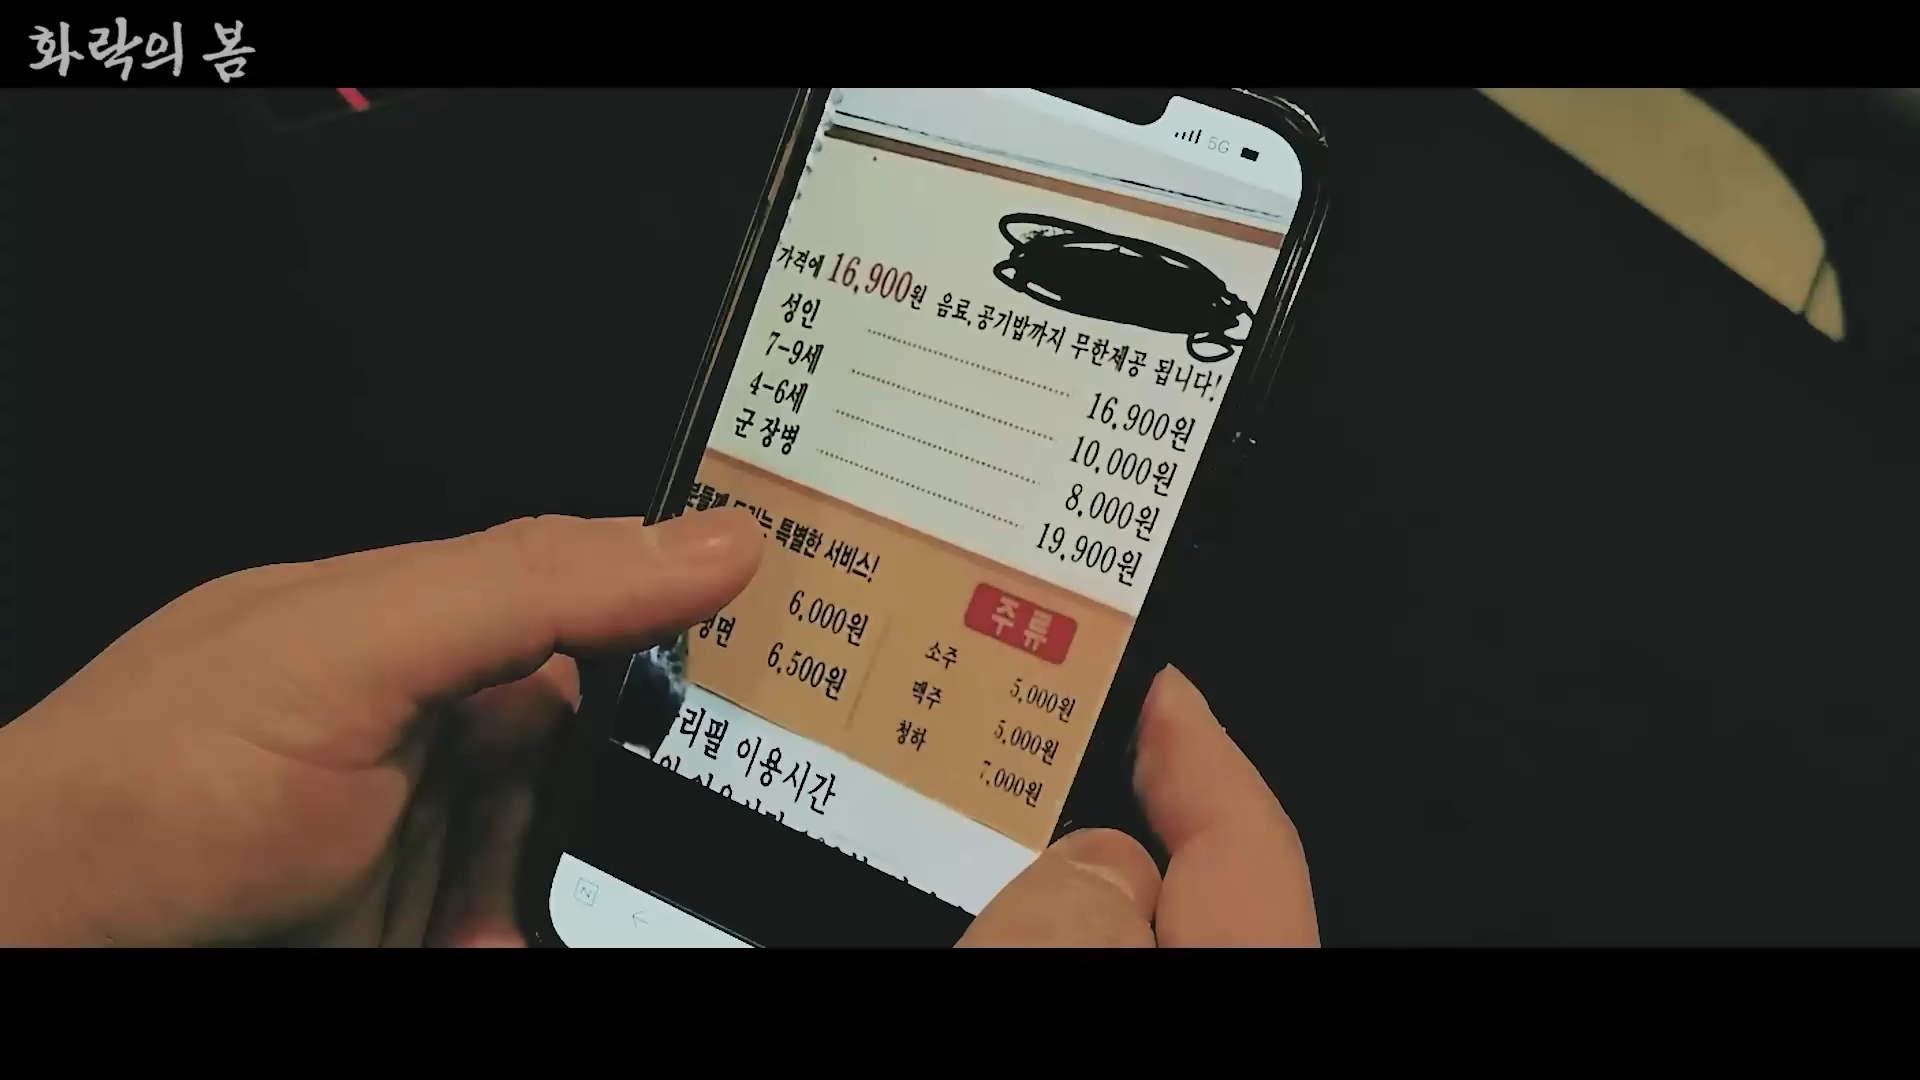 화락의 봄
5G
가격에 16,900원 음료, 공기밥까지 무한제공 됩니다!
성인 16,900원
7-9세 10,000원
4-6세 8,000원
군 장병 19,900원
특별한 서비스!
6,000원
6,500원
주류
소주 5,000원
맥주 5,000원
청하 7,000원
리필 이용시간